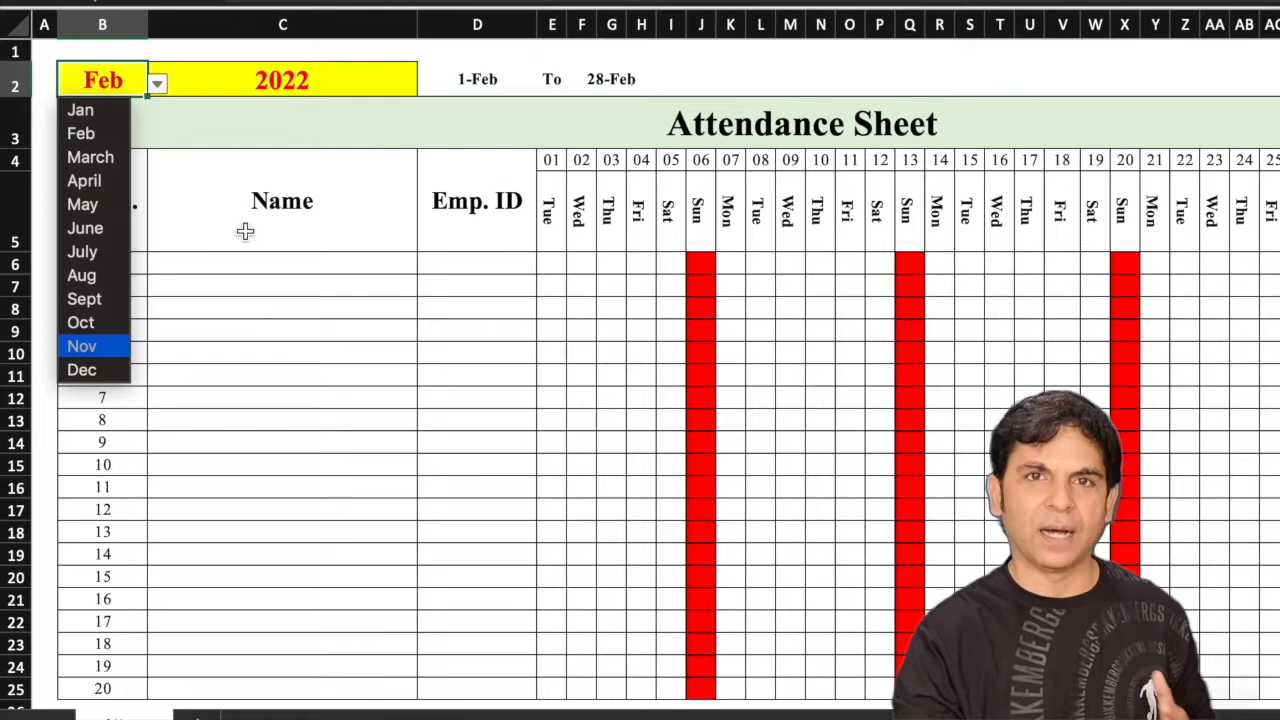 A B C D E F G H I J K L M N O P Q R S T U V W X Y Z AA AB
1
2 Feb 2022 1-Feb To 28-Feb
Jan
Feb
March
April
May
June
July
Aug
Sept
Oct
Nov
Dec
3 Attendance Sheet
4 01 02 03 04 05 06 07 08 09 10 11 12 13 14 15 16 17 18 19 20 21 22 23 24 25
5 . Name Emp. ID Tue Wed Thu Fri Sat Sun Mon Tue Wed Thu Fri Sat Sun Mon Tue Wed Thu Fri Sat Sun Mon Tue Wed Thu Fri
6
7
8
9
10
11
12 7
13 8
14 9
15 10
16 11
17 12
18 13
19 14
20 15
21 16
22 17
23 18
24 19
25 20
KEMBERGS